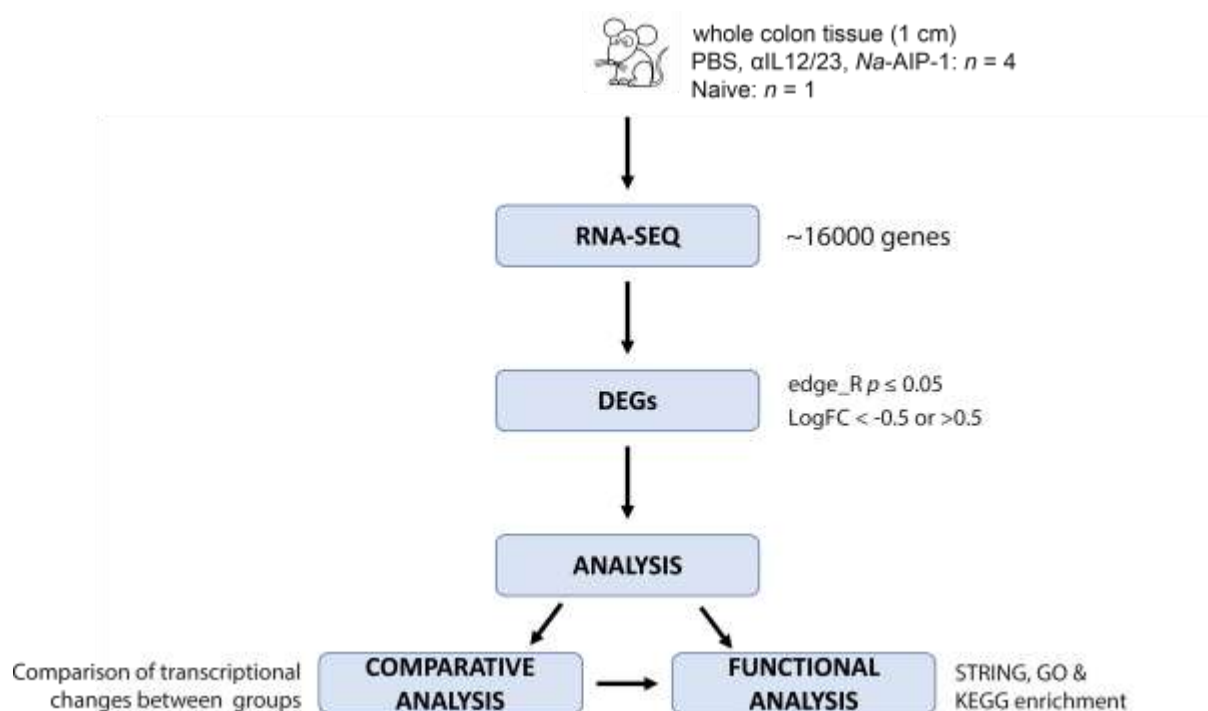 whole colon tissue (1 cm)
PBS, αIL12/23, Na-AIP-1: n = 4
Naive: n = 1
RNA-SEQ
~16000 genes
DEGs
edge_R p ≤ 0.05
LogFC < -0.5 or >0.5
ANALYSIS
Comparison of transcriptional
changes between groups
COMPARATIVE
ANALYSIS
FUNCTIONAL
ANALYSIS
STRING, GO &
KEGG enrichment